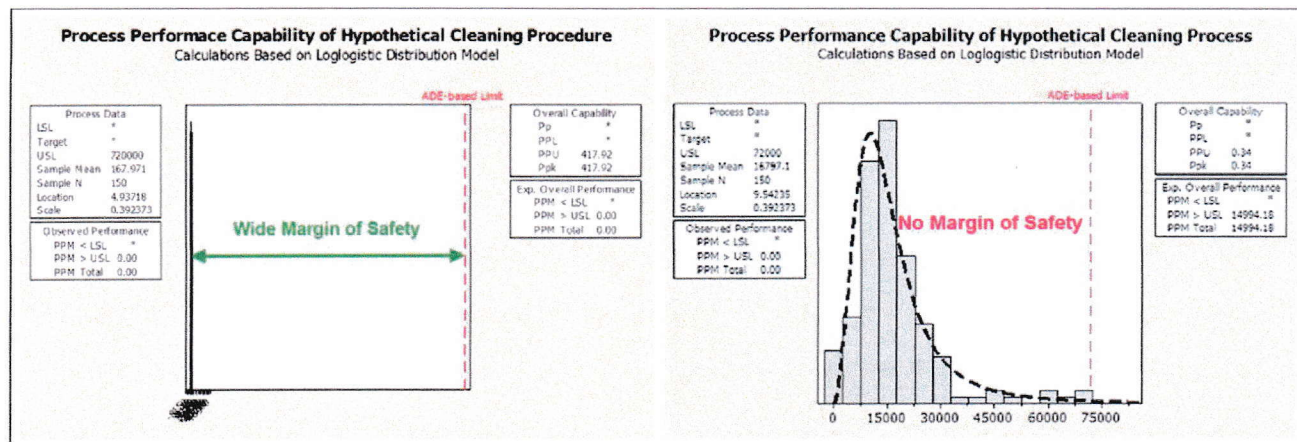 Process Performace Capability of Hypothetical Cleaning Procedure
Calculations Based on Loglogistic Distribution Model
ADE-based Limit
Process Data
LSL *
Target *
USL 720000
Sample Mean 167.971
Sample N 150
Location 4.93718
Scale 0.392373
Observed Performance
PPM < LSL *
PPM > USL 0.00
PPM Total 0.00
Wide Margin of Safety
Overall Capability
Pp *
PPL *
PPU 417.92
Ppk 417.92
Exp. Overall Performance
PPM < LSL *
PPM > USL 0.00
PPM Total 0.00
Process Performance Capability of Hypothetical Cleaning Process
Calculations Based on Loglogistic Distribution Model
ADE-based Limit
Process Data
LSL *
Target *
USL 72000
Sample Mean 16797.1
Sample N 150
Location 9.54235
Scale 0.392373
Observed Performance
PPM < LSL *
PPM > USL 0.00
PPM Total 0.00
No Margin of Safety
Overall Capability
Pp *
PPL *
PPU 0.34
Ppk 0.34
Exp. Overall Performance
PPM < LSL *
PPM > USL 14994.18
PPM Total 14994.18
0 15000 30000 45000 60000 75000